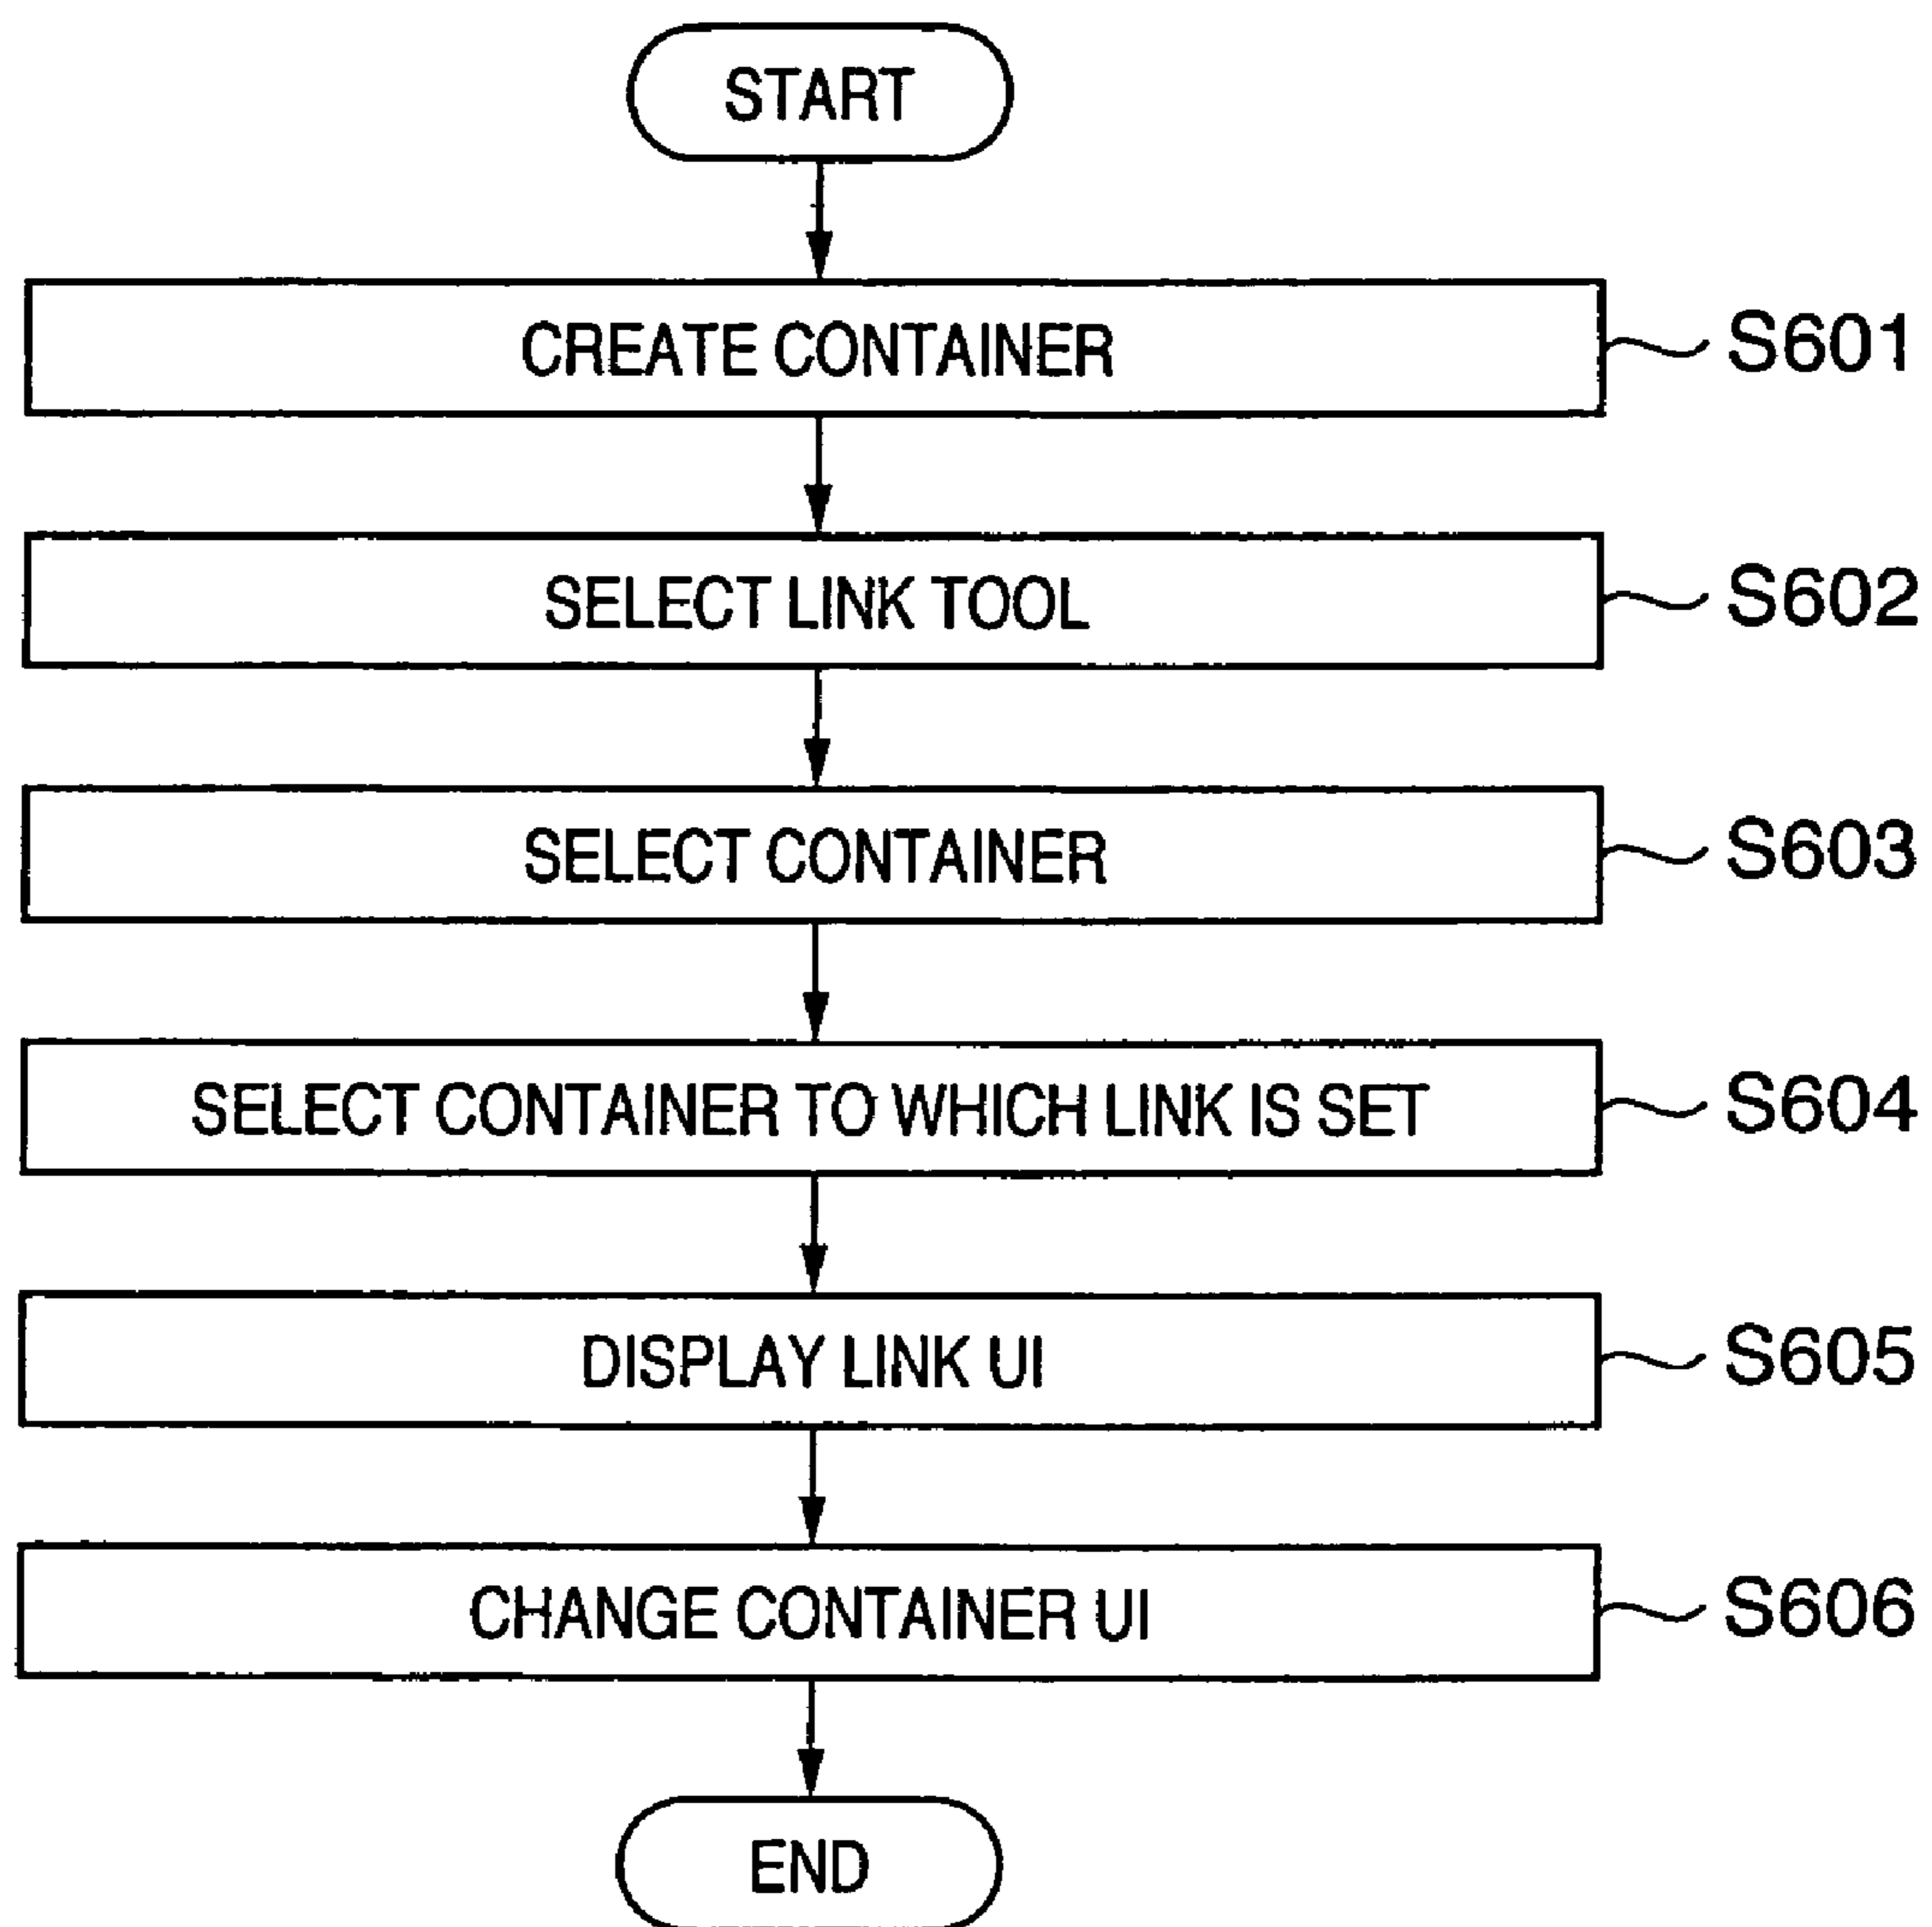 START
CREATE CONTAINER S601
SELECT LINK TOOL S602
SELECT CONTAINER S603
SELECT CONTAINER TO WHICH LINK IS SET S604
DISPLAY LINK UI S605
CHANGE CONTAINER UI S606
END